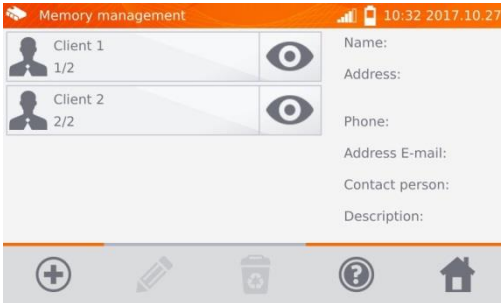 Memory management
10:32 2017.10.27
Client 1
1/2
Client 2
2/2
Name:
Address:
Phone:
Address E-mail:
Contact person:
Description: